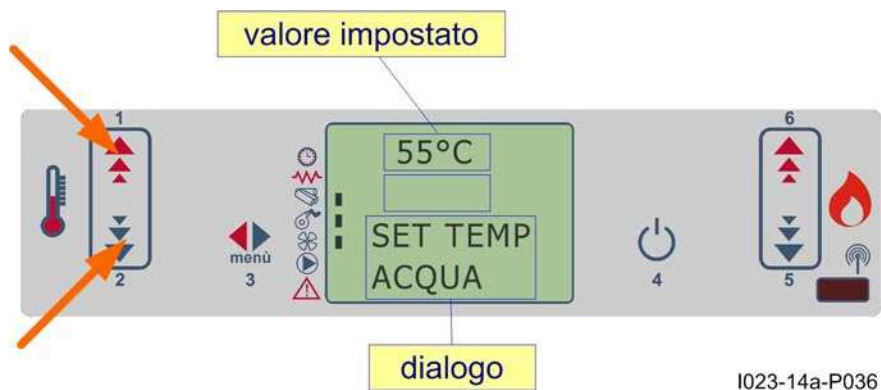 valore impostato
1
6
55°C
SET TEMP
ACQUA
menù
2
3
4
5
dialogo
I023-14a-P036